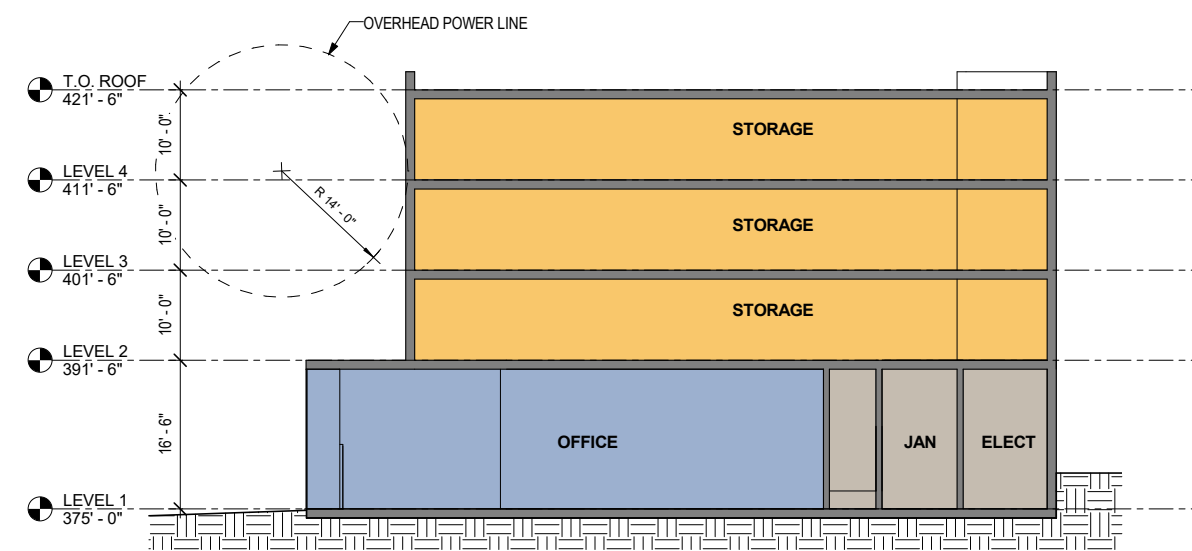 OVERHEAD POWER LINE
T.O. ROOF
421' - 6"
10' - 0"
STORAGE
LEVEL 4
411' - 6"
R 14' - 0"
10' - 0"
STORAGE
LEVEL 3
401' - 6"
10' - 0"
STORAGE
LEVEL 2
391' - 6"
16' - 6"
OFFICE
JAN
ELECT
LEVEL 1
375' - 0"